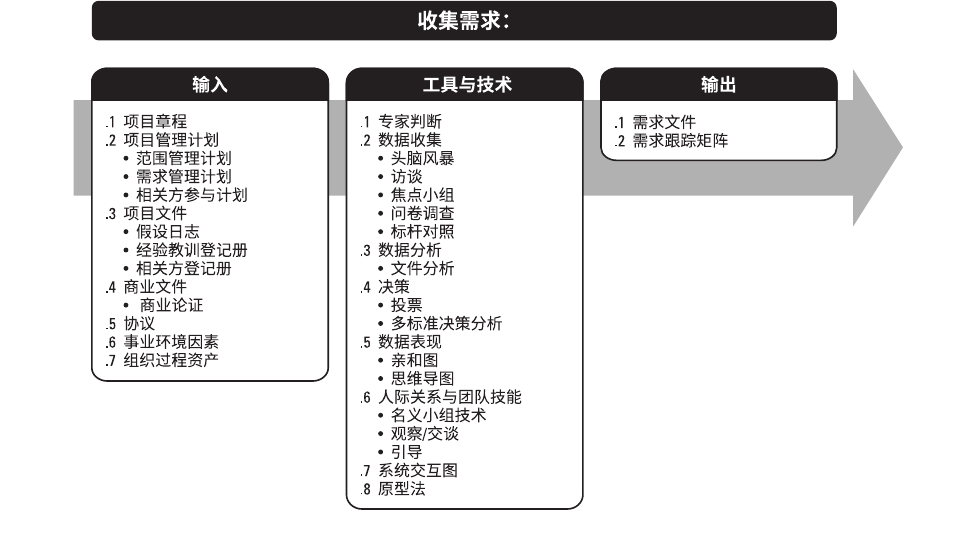 收集需求：
输入
.1 项目章程
.2 项目管理计划
• 范围管理计划
• 需求管理计划
• 相关方参与计划
.3 项目文件
• 假设日志
• 经验教训登记册
• 相关方登记册
.4 商业文件
• 商业论证
.5 协议
.6 事业环境因素
.7 组织过程资产
工具与技术
.1 专家判断
.2 数据收集
• 头脑风暴
• 访谈
• 焦点小组
• 问卷调查
• 标杆对照
.3 数据分析
• 文件分析
.4 决策
• 投票
• 多标准决策分析
.5 数据表现
• 亲和图
• 思维导图
.6 人际关系与团队技能
• 名义小组技术
• 观察/交谈
• 引导
.7 系统交互图
.8 原型法
输出
.1 需求文件
.2 需求跟踪矩阵